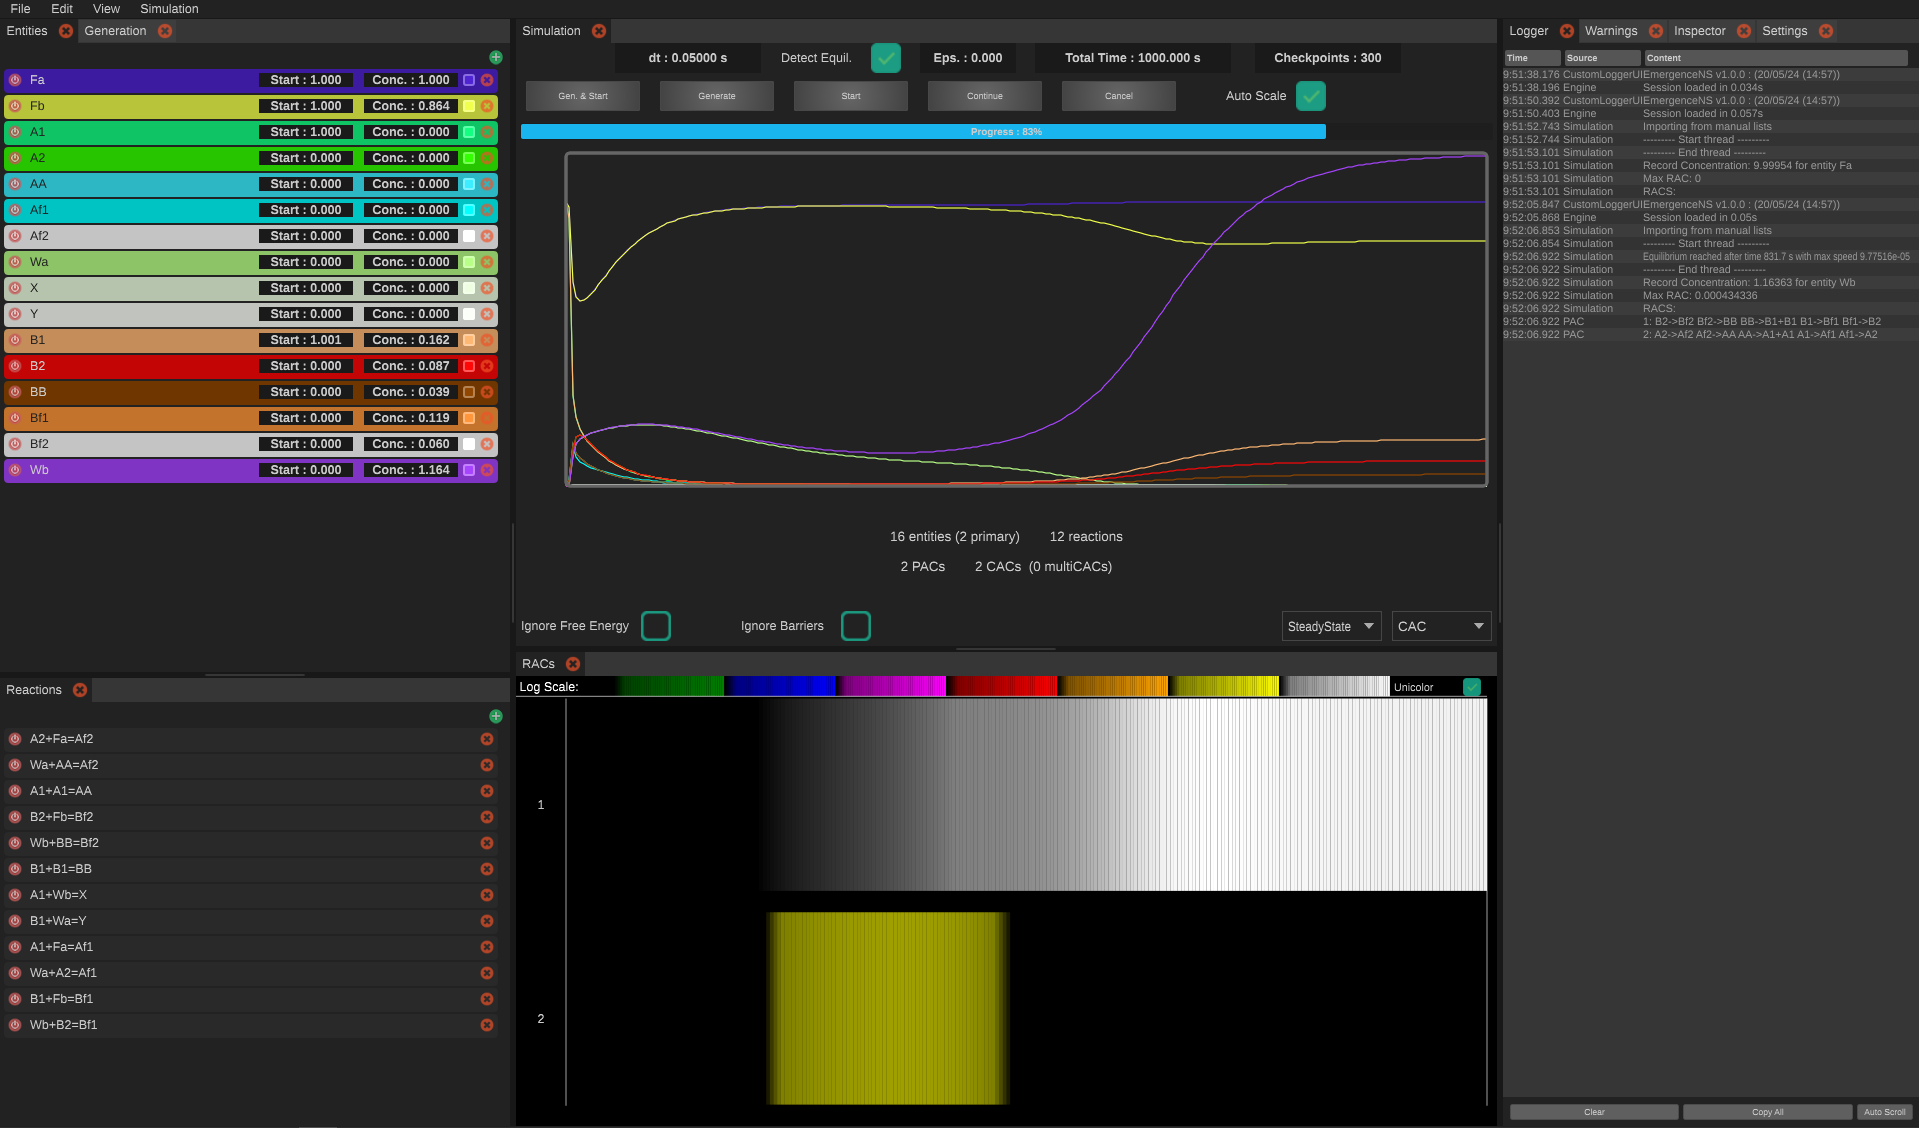 File Edit View Simulation
Entities Generation
Fa Start : 1.000 Conc. : 1.000
Fb Start : 1.000 Conc. : 0.864
A1 Start : 1.000 Conc. : 0.000
A2 Start : 0.000 Conc. : 0.000
AA Start : 0.000 Conc. : 0.000
Af1 Start : 0.000 Conc. : 0.000
Af2 Start : 0.000 Conc. : 0.000
Wa Start : 0.000 Conc. : 0.000
X Start : 0.000 Conc. : 0.000
Y Start : 0.000 Conc. : 0.000
B1 Start : 1.001 Conc. : 0.162
B2 Start : 0.000 Conc. : 0.087
BB Start : 0.000 Conc. : 0.039
Bf1 Start : 0.000 Conc. : 0.119
Bf2 Start : 0.000 Conc. : 0.060
Wb Start : 0.000 Conc. : 1.164
Reactions
A2+Fa=Af2
Wa+AA=Af2
A1+A1=AA
B2+Fb=Bf2
Wb+BB=Bf2
B1+B1=BB
A1+Wb=X
B1+Wa=Y
A1+Fa=Af1
Wa+A2=Af1
B1+Fb=Bf1
Wb+B2=Bf1
Simulation
dt : 0.05000 s Detect Equil. Eps. : 0.000 Total Time : 1000.000 s Checkpoints : 300
Gen. & Start Generate Start Continue Cancel Auto Scale
Progress : 83%
16 entities (2 primary) 12 reactions
2 PACs 2 CACs (0 multiCACs)
Ignore Free Energy Ignore Barriers SteadyState CAC
RACs
Log Scale: Unicolor
1
2
Logger Warnings Inspector Settings
Time Source Content
9:51:38.176 CustomLoggerUIEmergenceNS v1.0.0 : (20/05/24 (14:57))
9:51:38.196 Engine Session loaded in 0.034s
9:51:50.392 CustomLoggerUIEmergenceNS v1.0.0 : (20/05/24 (14:57))
9:51:50.403 Engine Session loaded in 0.057s
9:51:52.743 Simulation Importing from manual lists
9:51:52.744 Simulation --------- Start thread ---------
9:51:53.101 Simulation --------- End thread ---------
9:51:53.101 Simulation Record Concentration: 9.99954 for entity Fa
9:51:53.101 Simulation Max RAC: 0
9:51:53.101 Simulation RACS:
9:52:05.847 CustomLoggerUIEmergenceNS v1.0.0 : (20/05/24 (14:57))
9:52:05.868 Engine Session loaded in 0.05s
9:52:06.853 Simulation Importing from manual lists
9:52:06.854 Simulation --------- Start thread ---------
9:52:06.922 Simulation Equilibrium reached after time 831.7 s with max speed 9.77516e-05
9:52:06.922 Simulation --------- End thread ---------
9:52:06.922 Simulation Record Concentration: 1.16363 for entity Wb
9:52:06.922 Simulation Max RAC: 0.000434336
9:52:06.922 Simulation RACS:
9:52:06.922 PAC 1: B2->Bf2 Bf2->BB BB->B1+B1 B1->Bf1 Bf1->B2
9:52:06.922 PAC 2: A2->Af2 Af2->AA AA->A1+A1 A1->Af1 Af1->A2
Clear Copy All Auto Scroll